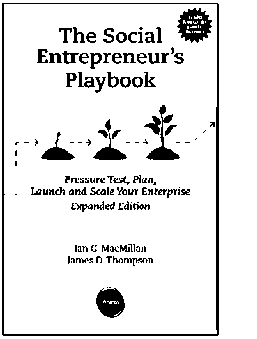 The Social
Entrepreneur's
Playbook
Pressure Test, Plan,
Launch and Scale Your Enterprise
Expanded Edition
Ian C. MacMillan
James D. Thompson